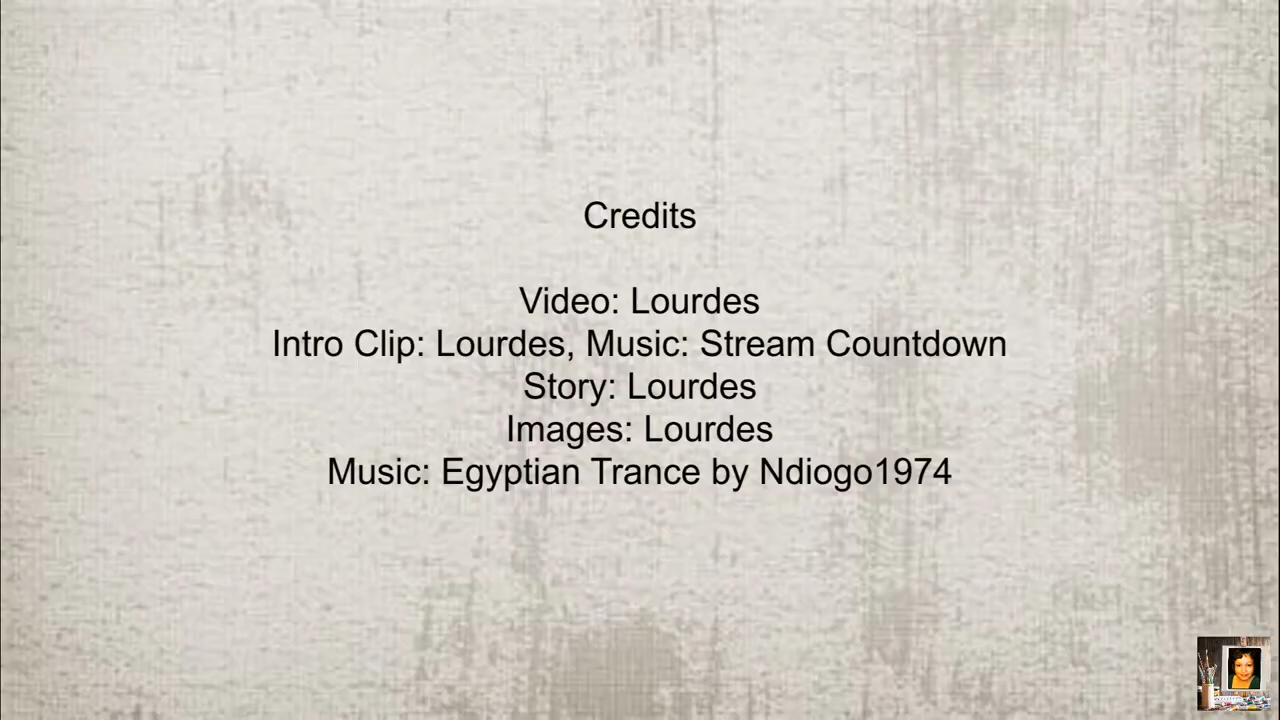 Credits
Video: Lourdes
Intro Clip: Lourdes, Music: Stream Countdown
Story: Lourdes
Images: Lourdes
Music: Egyptian Trance by Ndiogo1974